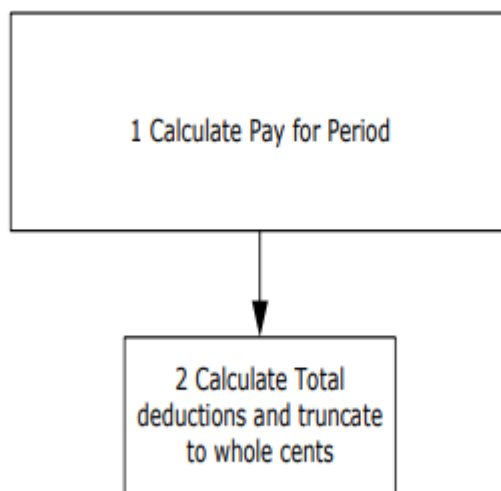 1 Calculate Pay for Period
2 Calculate Total
deductions and truncate
to whole cents